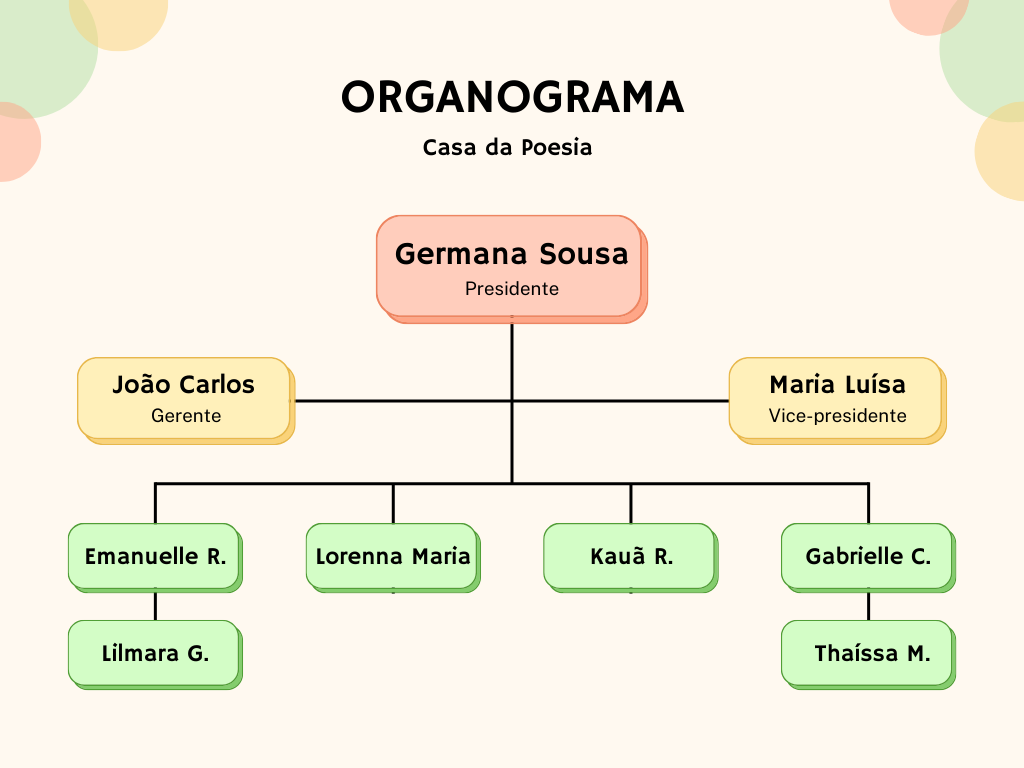 ORGANOGRAMA
Casa da Poesia
Germana Sousa
Presidente
João Carlos
Gerente
Maria Luísa
Vice-presidente
Emanuelle R.
Lorenna Maria
Kauã R.
Gabrielle C.
Lilmara G.
Thaíssa M.